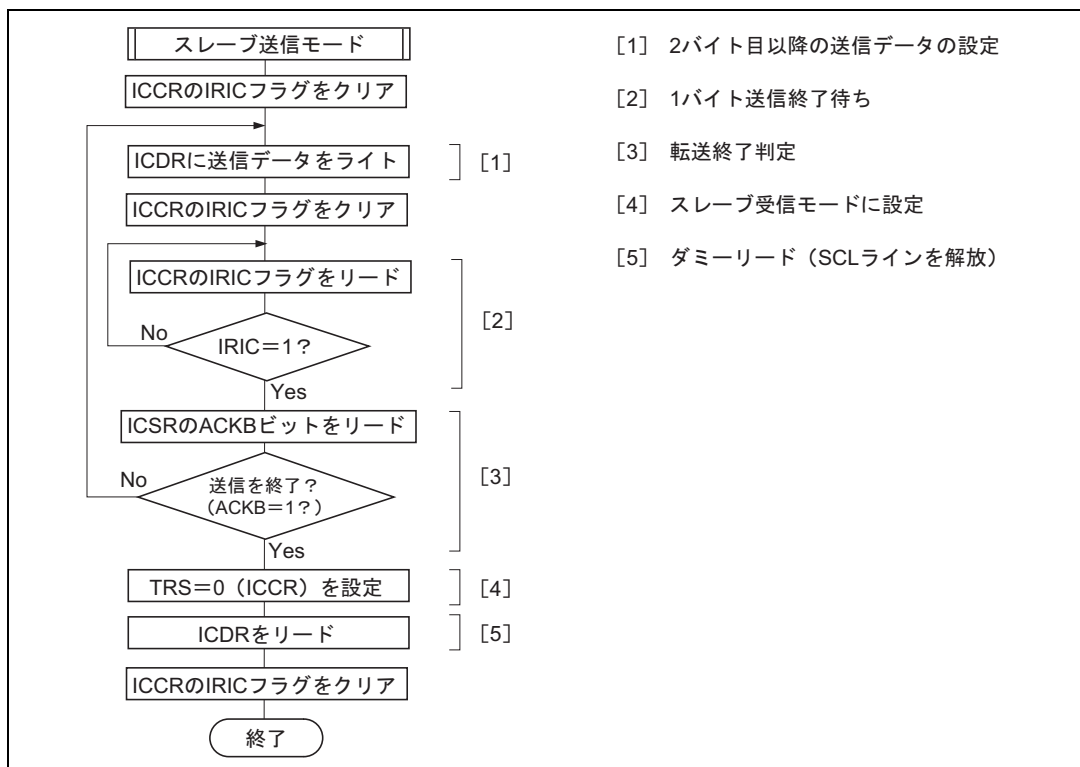 スレーブ送信モード
ICCRのIRICフラグをクリア
ICDRに送信データをライト
[1]
ICCRのIRICフラグをクリア
ICCRのIRICフラグをリード
[2]
No
IRIC＝1？
Yes
ICSRのACKBビットをリード
[3]
No
送信を終了？
（ACKB＝1？）
Yes
TRS＝0（ICCR）を設定
[4]
ICDRをリード
[5]
ICCRのIRICフラグをクリア
終了
[1] 2バイト目以降の送信データの設定
[2] 1バイト送信終了待ち
[3] 転送終了判定
[4] スレーブ受信モードに設定
[5] ダミーリード（SCLラインを解放）